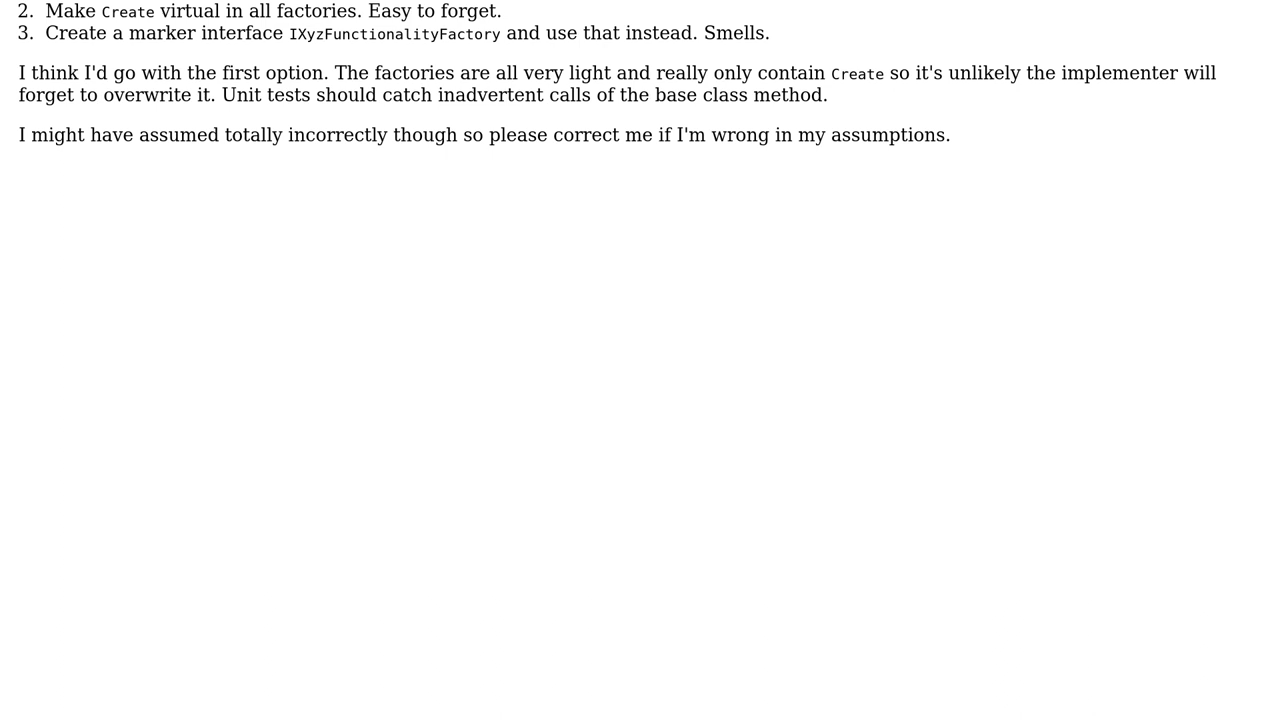 2. Make Create virtual in all factories. Easy to forget.
3. Create a marker interface IXyzFunctionalityFactory and use that instead. Smells.
I think I'd go with the first option. The factories are all very light and really only contain Create so it's unlikely the implementer will
forget to overwrite it. Unit tests should catch inadvertent calls of the base class method.
I might have assumed totally incorrectly though so please correct me if I'm wrong in my assumptions.